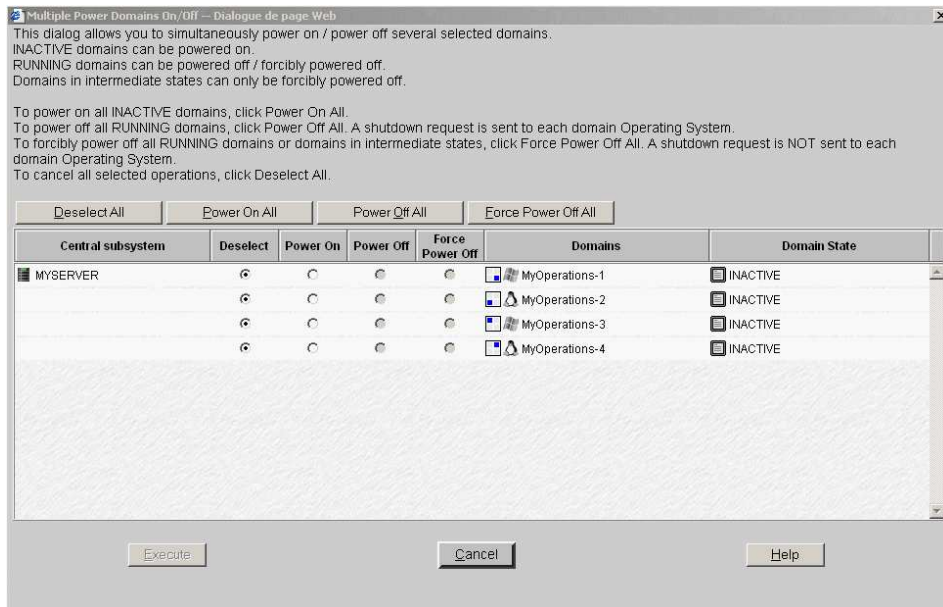 Multiple Power Domains On/Off -- Dialogue de page Web
This dialog allows you to simultaneously power on / power off several selected domains.
INACTIVE domains can be powered on.
RUNNING domains can be powered off / forcibly powered off.
Domains in intermediate states can only be forcibly powered off.
To power on all INACTIVE domains, click Power On All.
To power off all RUNNING domains, click Power Off All. A shutdown request is sent to each domain Operating System.
To forcibly power off all RUNNING domains or domains in intermediate states, click Force Power Off All. A shutdown request is NOT sent to each
domain Operating System.
To cancel all selected operations, click Deselect All.
Deselect All Power On All Power Off All Force Power Off All
Central subsystem Deselect Power On Power Off Force Power Off Domains Domain State
MYSERVER MyOperations-1 INACTIVE
MyOperations-2 INACTIVE
MyOperations-3 INACTIVE
MyOperations-4 INACTIVE
Execute Cancel Help